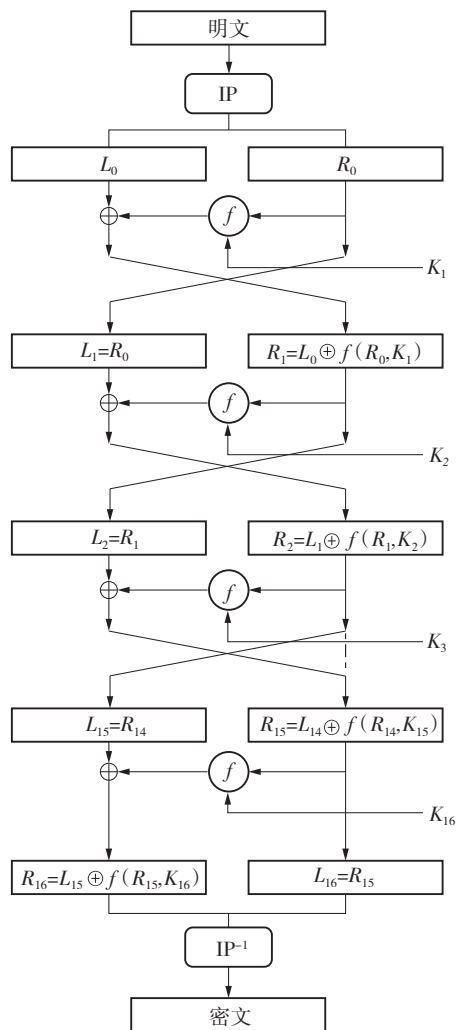 明文
IP
L₀
R₀
f
K₁
L₁=R₀
R₁=L₀⊕f(R₀,K₁)
f
K₂
L₂=R₁
R₂=L₁⊕f(R₁,K₂)
f
K₃
L₁₅=R₁₄
R₁₅=L₁₄⊕f(R₁₄,K₁₅)
f
K₁₆
R₁₆=L₁₅⊕f(R₁₅,K₁₆)
L₁₆=R₁₅
IP⁻¹
密文